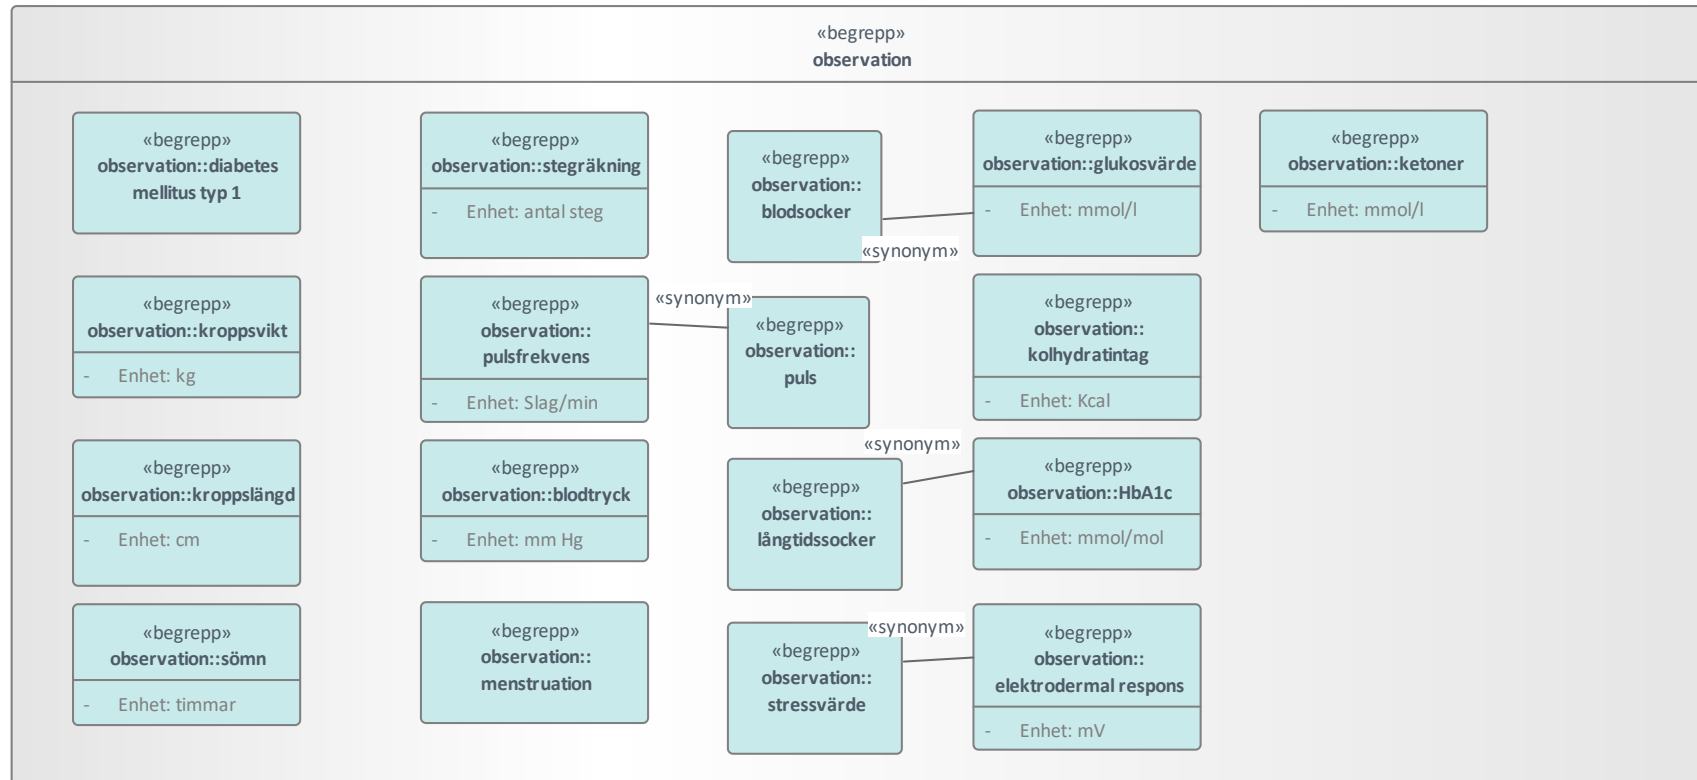 «begrepp»
observation
«begrepp»
observation::diabetes
mellitus typ 1
«begrepp»
observation::stegräkning
- Enhet: antal steg
«begrepp»
observation::
blodsocker
«synonym»
«begrepp»
observation::glukosvärde
- Enhet: mmol/l
«begrepp»
observation::ketoner
- Enhet: mmol/l
«begrepp»
observation::kroppsvikt
- Enhet: kg
«begrepp»
observation::
pulsfrekvens
- Enhet: Slag/min
«synonym»
«begrepp»
observation::
puls
«begrepp»
observation::
kolhydratintag
- Enhet: Kcal
«begrepp»
observation::kroppslängd
- Enhet: cm
«begrepp»
observation::blodtryck
- Enhet: mm Hg
«begrepp»
observation::
långtidssocker
«synonym»
«begrepp»
observation::HbA1c
- Enhet: mmol/mol
«begrepp»
observation::sömn
- Enhet: timmar
«begrepp»
observation::
menstruation
«begrepp»
observation::
stressvärde
«synonym»
«begrepp»
observation::
elektrodermal respons
- Enhet: mV